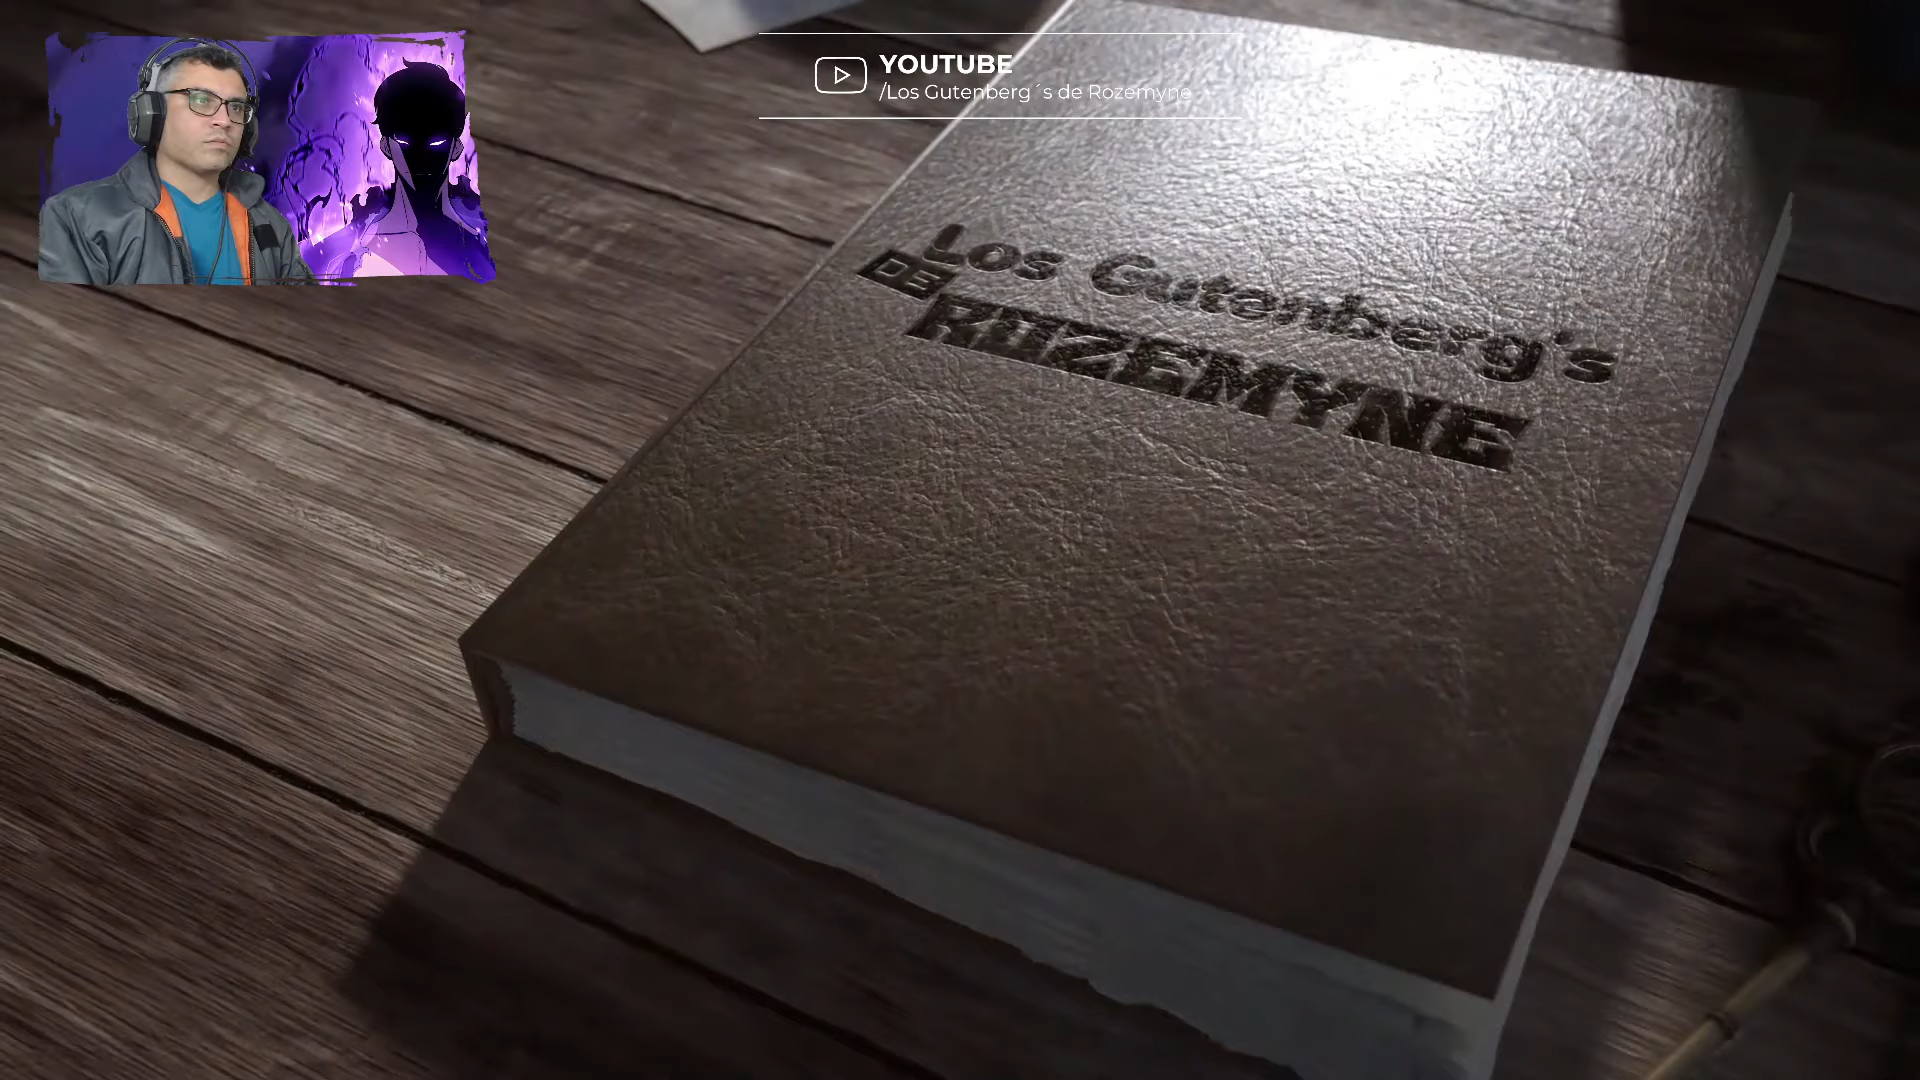 YOUTUBE
/Los Gutenberg´s de Rozemyne
Los Gutenberg's
DE
ROZEMYNE